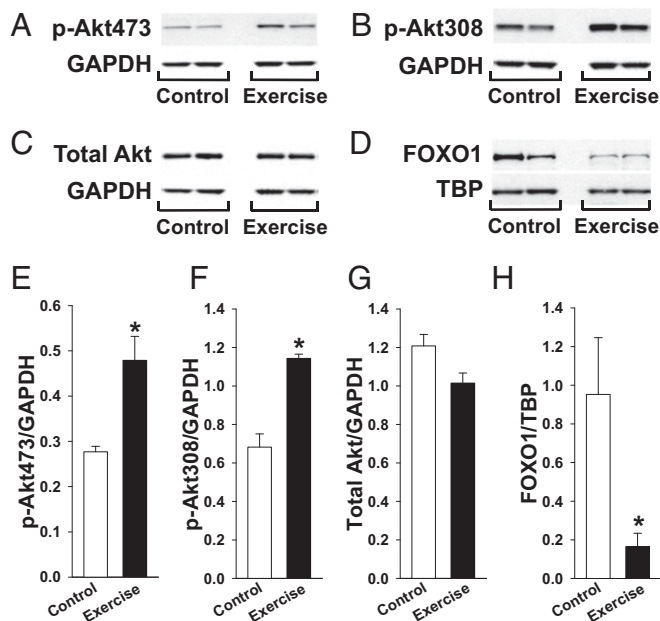 A
p-Akt473
GAPDH
Control Exercise
B
p-Akt308
GAPDH
Control Exercise
C
Total Akt
GAPDH
Control Exercise
D
FOXO1
TBP
Control Exercise
E
p-Akt473/GAPDH
0.6
0.5
0.4
0.3
0.2
0.1
0.0
*
Control
Exercise
F
p-Akt308/GAPDH
1.4
1.2
1.0
0.8
0.6
0.4
0.2
0.0
*
Control
Exercise
G
Total Akt/GAPDH
1.4
1.2
1.0
0.8
0.6
0.4
0.2
0.0
Control
Exercise
H
FOXO1/TBP
1.4
1.2
1.0
0.8
0.6
0.4
0.2
0.0
*
Control
Exercise